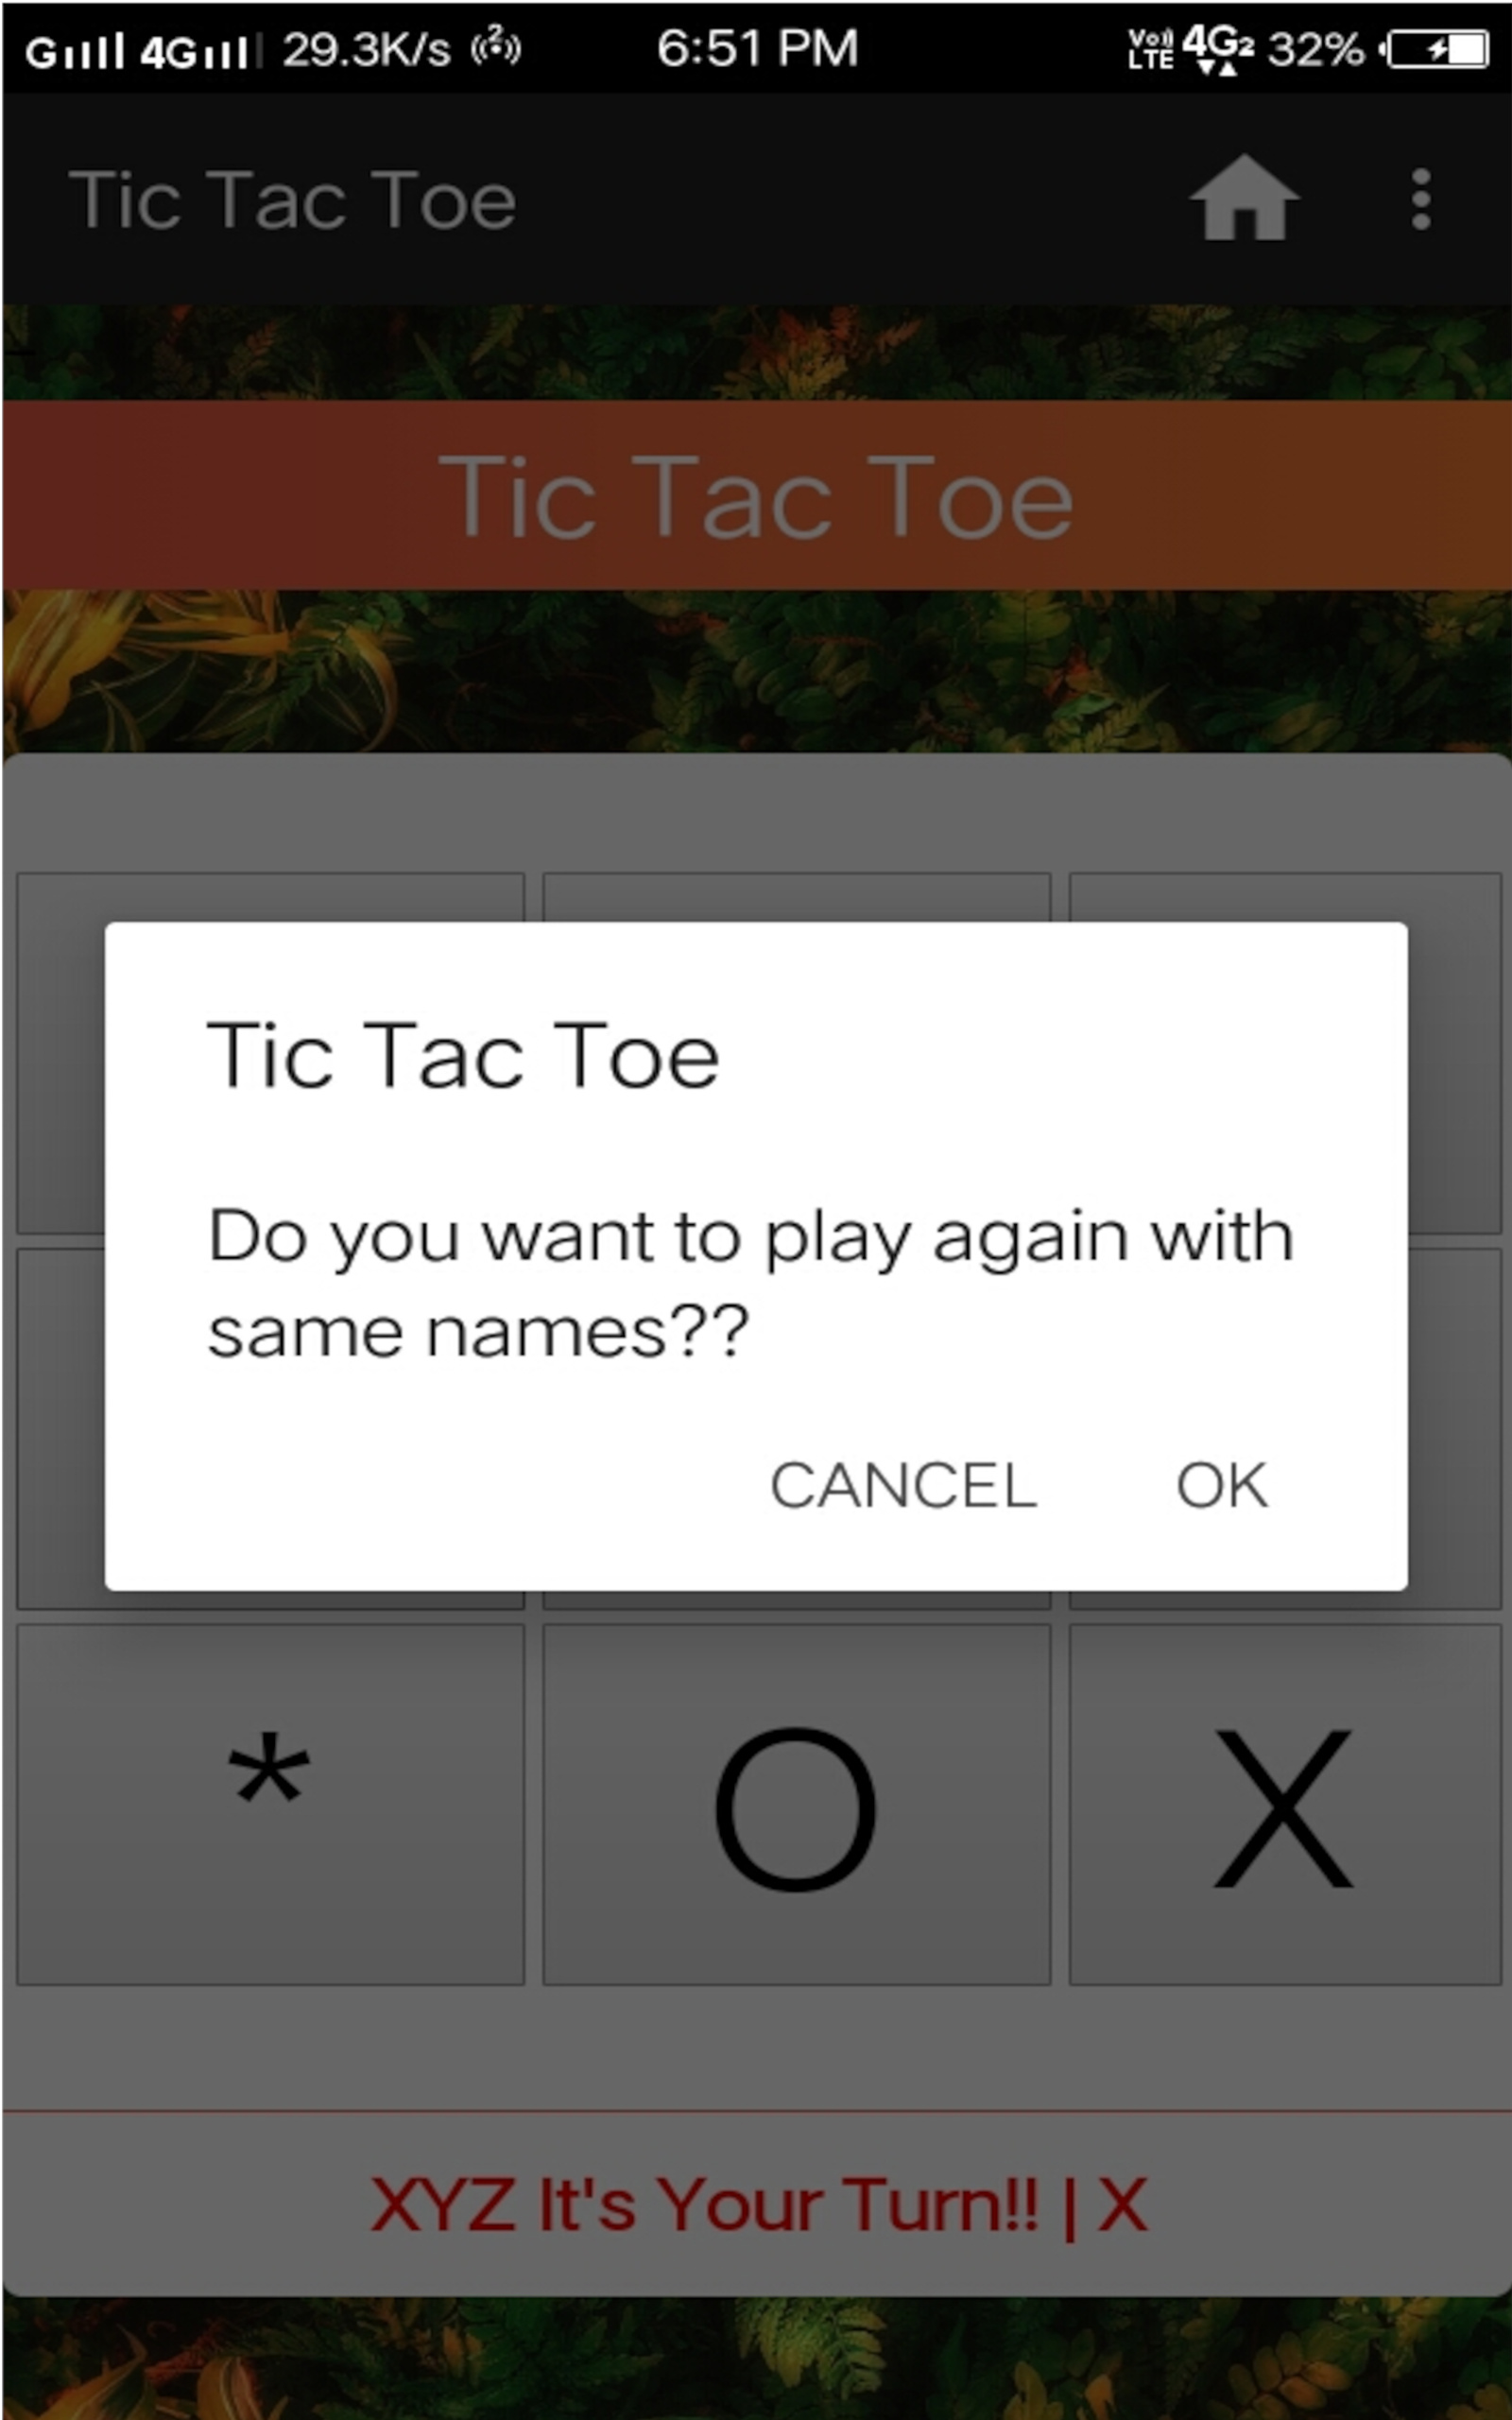 G 4G 29.3K/s 2 6:51 PM Vo)) LTE 4G2 32%
Tic Tac Toe
Tic Tac Toe
Tic Tac Toe
Do you want to play again with
same names??
CANCEL OK
* O X
XYZ It's Your Turn!! | X